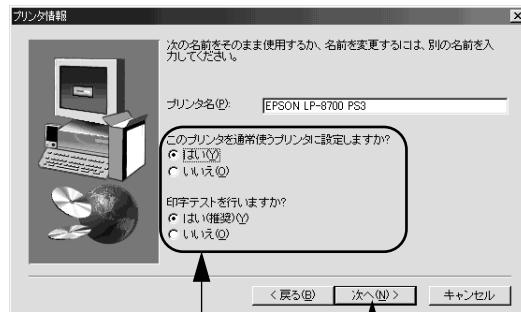 プリンタ情報
次の名前をそのまま使用するか、名前を変更するには、別の名前を入
力してください。
プリンタ名(P):
EPSON LP-8700 PS3
このプリンタを通常使うプリンタに設定しますか?
はい(Y)
いいえ(O)
印字テストを行いますか?
はい(推奨)(Y)
いいえ(O)
< 戻る(B)
次へ(N) >
キャンセル